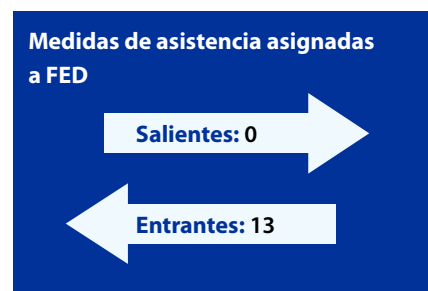 Medidas de asistencia asignadas
a FED
Salientes: 0
Entrantes: 13